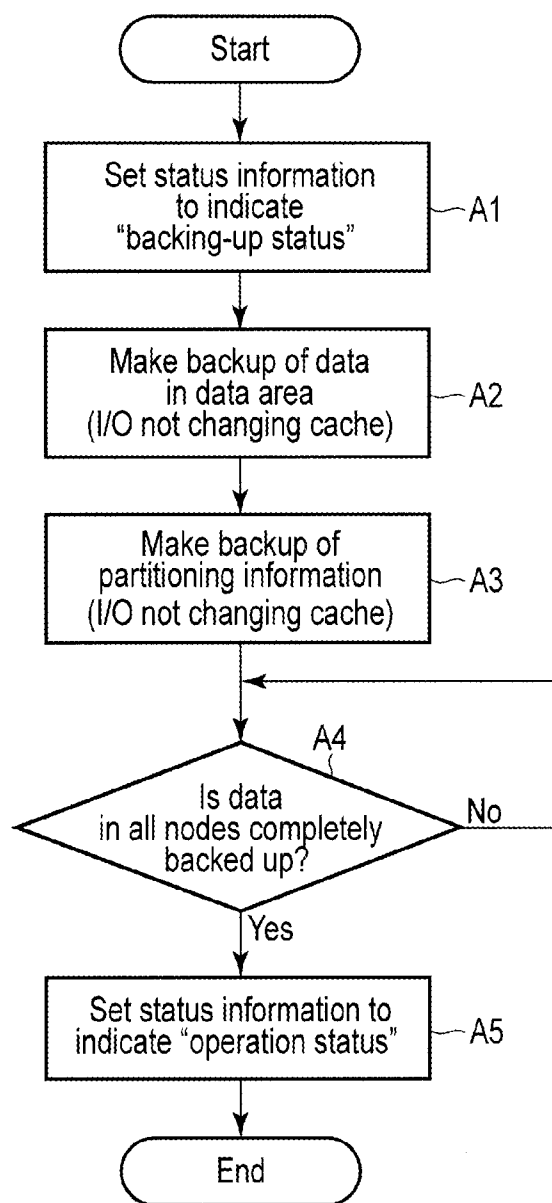 Start
Set status information
to indicate
“backing-up status”
A1
Make backup of data
in data area
(I/O not changing cache)
A2
Make backup of
partitioning information
(I/O not changing cache)
A3
A4
Is data
in all nodes completely
backed up?
No
Yes
Set status information to
indicate “operation status”
A5
End